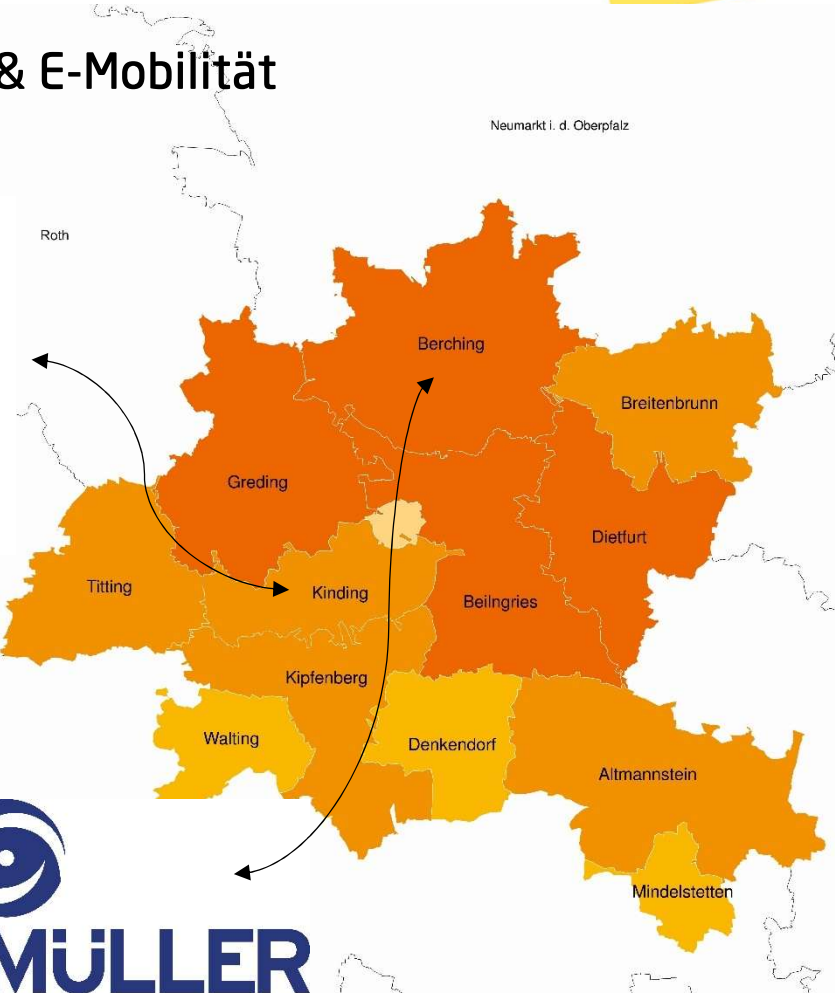 & E-Mobilität
Neumarkt i. d. Oberpfalz
Roth
Berching
Breitenbrunn
Greding
Dietfurt
Titting
Kinding
Beilngries
Kipfenberg
Walting
Denkendorf
Altmannstein
Mindelstetten
MÜLLER